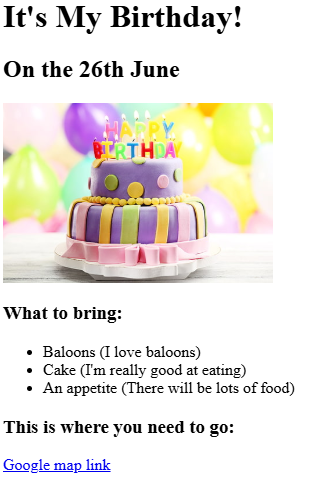 It's My Birthday!
On the 26th June
HAPPY
BIRTHDAY
What to bring:
Baloons (I love baloons)
Cake (I'm really good at eating)
An appetite (There will be lots of food)
This is where you need to go:
Google map link